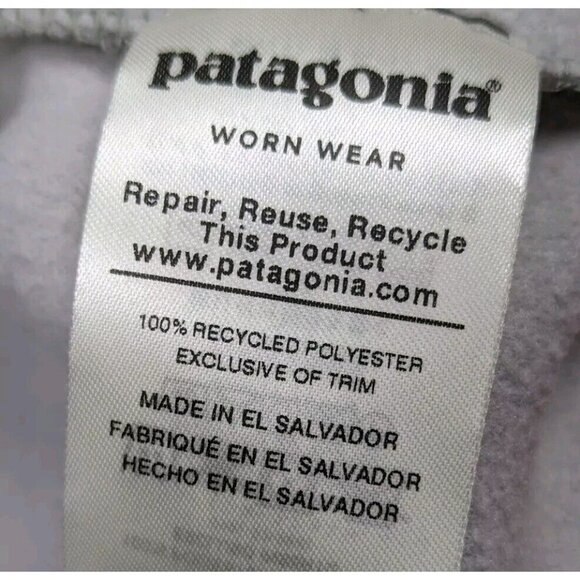 patagonia®
WORN WEAR
Repair, Reuse, Recycle
This Product
www.patagonia.com
100% RECYCLED POLYESTER
EXCLUSIVE OF TRIM
MADE IN EL SALVADOR
FABRIQUÉ EN EL SALVADOR
HECHO EN EL SALVADOR